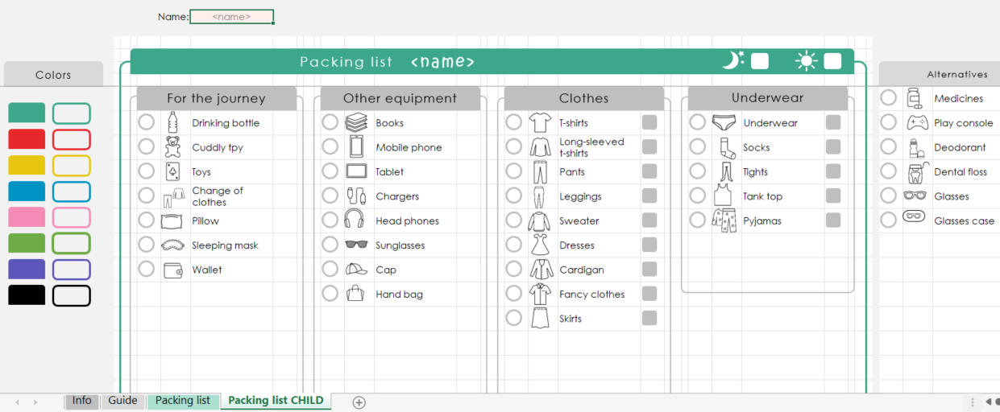 Name: <name>
Packing list <name>
Colors
For the journey
Drinking bottle
Cuddly tpy
Toys
Change of
clothes
Pillow
Sleeping mask
Wallet
Other equipment
Books
Mobile phone
Tablet
Chargers
Head phones
Sunglasses
Cap
Hand bag
Clothes
T-shirts
Long-sleeved
t-shirts
Pants
Leggings
Sweater
Dresses
Cardigan
Fancy clothes
Skirts
Underwear
Underwear
Socks
Tights
Tank top
Pyjamas
Alternatives
Medicines
Play console
Deodorant
Dental floss
Glasses
Glasses case
Info Guide Packing list Packing list CHILD